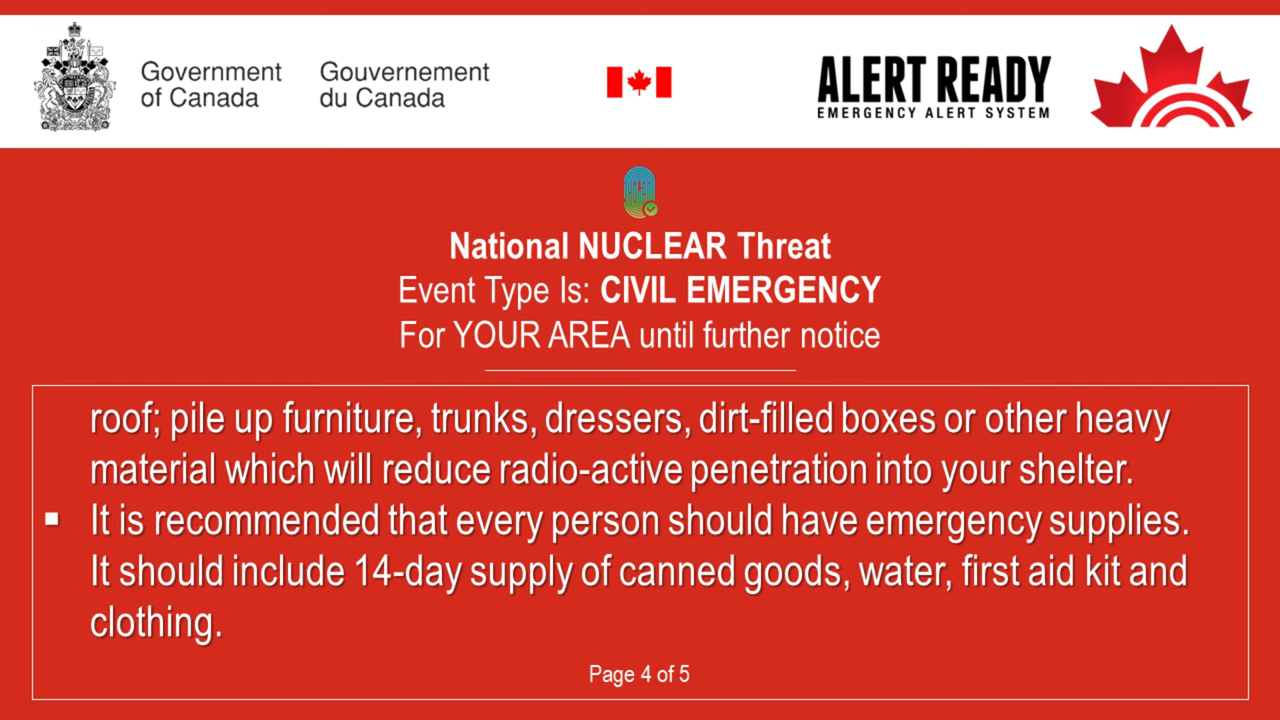 Government
of Canada
Gouvernement
du Canada
ALERT READY
EMERGENCY ALERT SYSTEM
National NUCLEAR Threat
Event Type Is: CIVIL EMERGENCY
For YOUR AREA until further notice
roof; pile up furniture, trunks, dressers, dirt-filled boxes or other heavy
material which will reduce radio-active penetration into your shelter.
▪ It is recommended that every person should have emergency supplies.
It should include 14-day supply of canned goods, water, first aid kit and
clothing.
Page 4 of 5